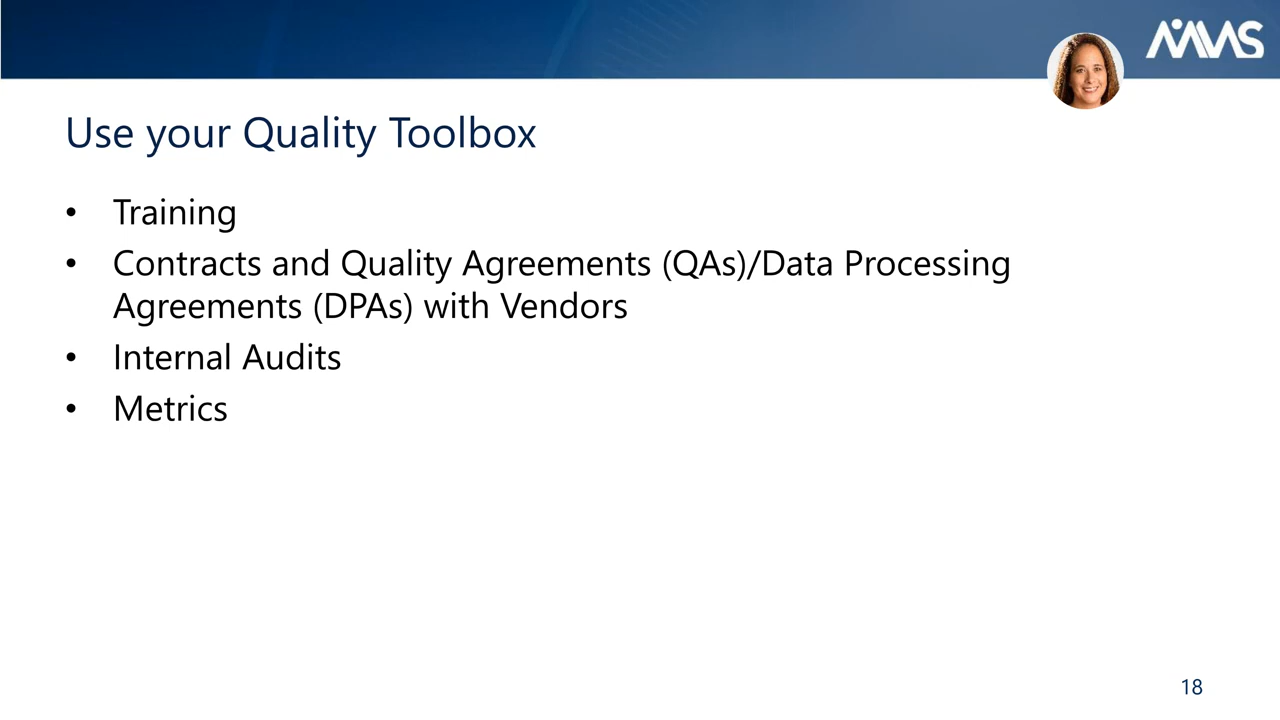 MMS
Use your Quality Toolbox
• Training
• Contracts and Quality Agreements (QAs)/Data Processing
Agreements (DPAs) with Vendors
• Internal Audits
• Metrics
18